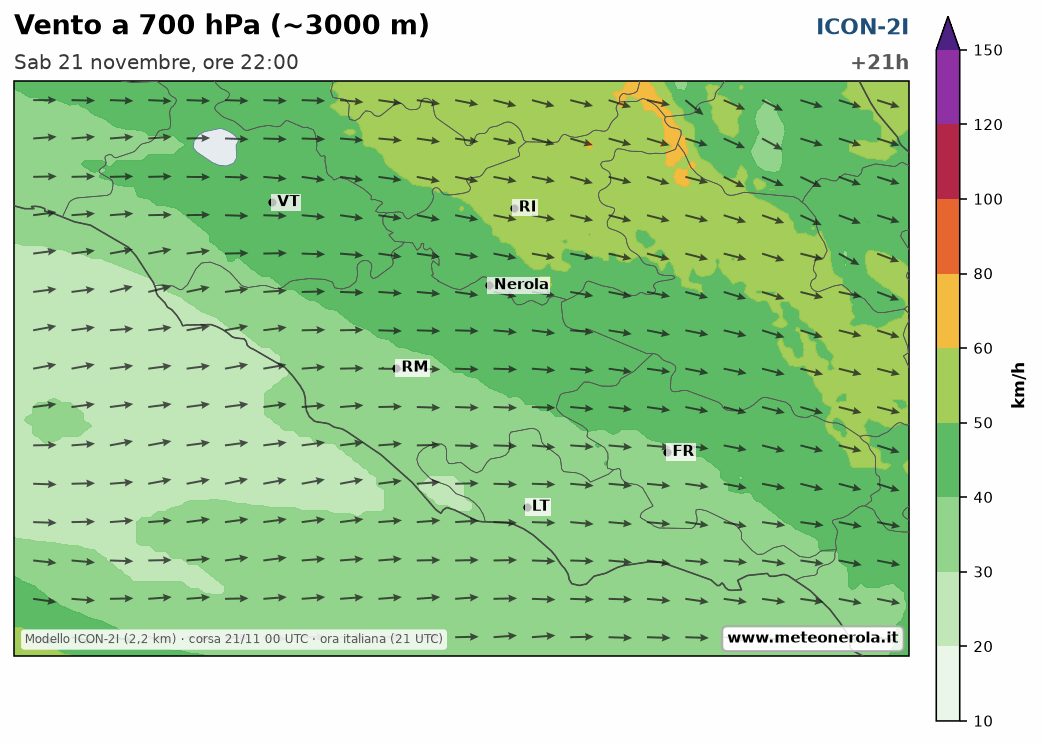 Vento a 700 hPa (~3000 m)
ICON-2I
Sab 21 novembre, ore 22:00
+21h
150
120
100
80
60
50
40
30
20
10
km/h
VT
RI
Nerola
RM
FR
LT
Modello ICON-2I (2,2 km) · corsa 21/11 00 UTC · ora italiana (21 UTC)
www.meteonerola.it